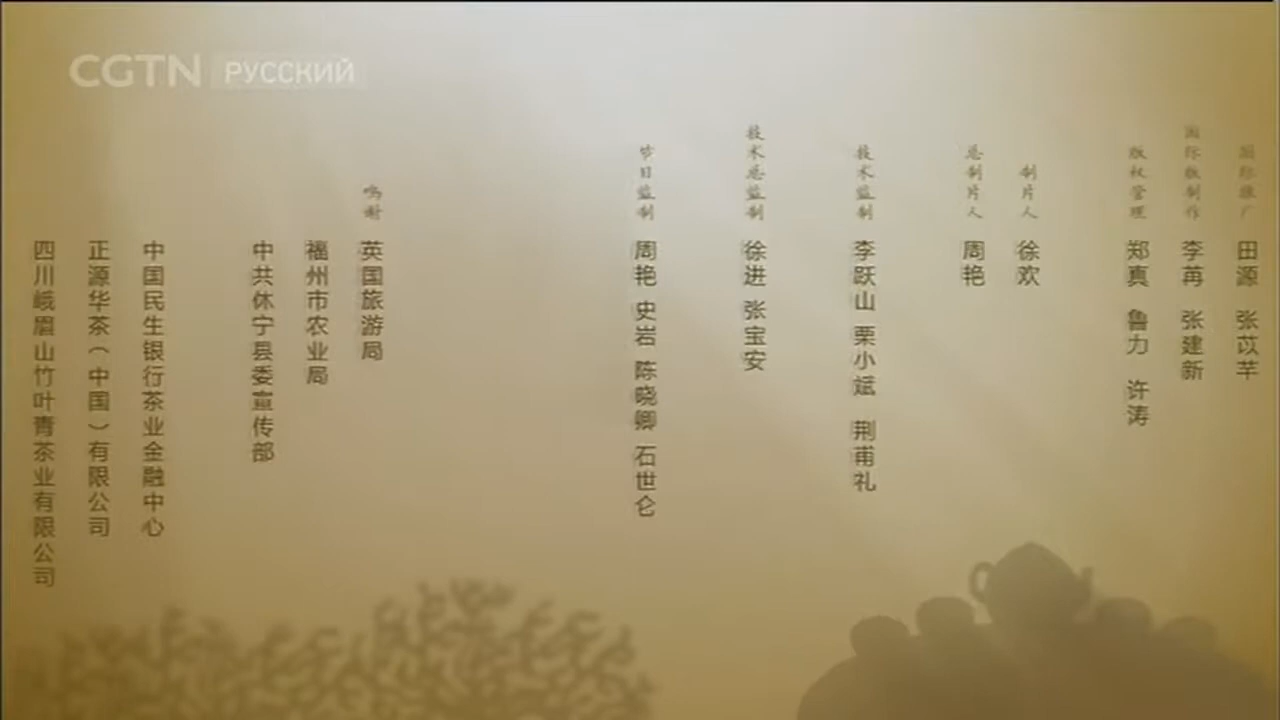 CGTN РУССКИЙ
国际推广 田源 张苡芊
国际版制作 李苒 张建新
版权管理 郑真 鲁力 许涛
制片人 徐欢
总制片人 周艳
技术监制 李跃山 栗小斌 荆甫礼
技术总监制 徐进 张宝安
节目监制 周艳 史岩 陈晓卿 石世仑
鸣谢 英国旅游局
福州市农业局
中共休宁县委宣传部
中国民生银行茶业金融中心
正源华茶（中国）有限公司
四川峨眉山竹叶青茶业有限公司